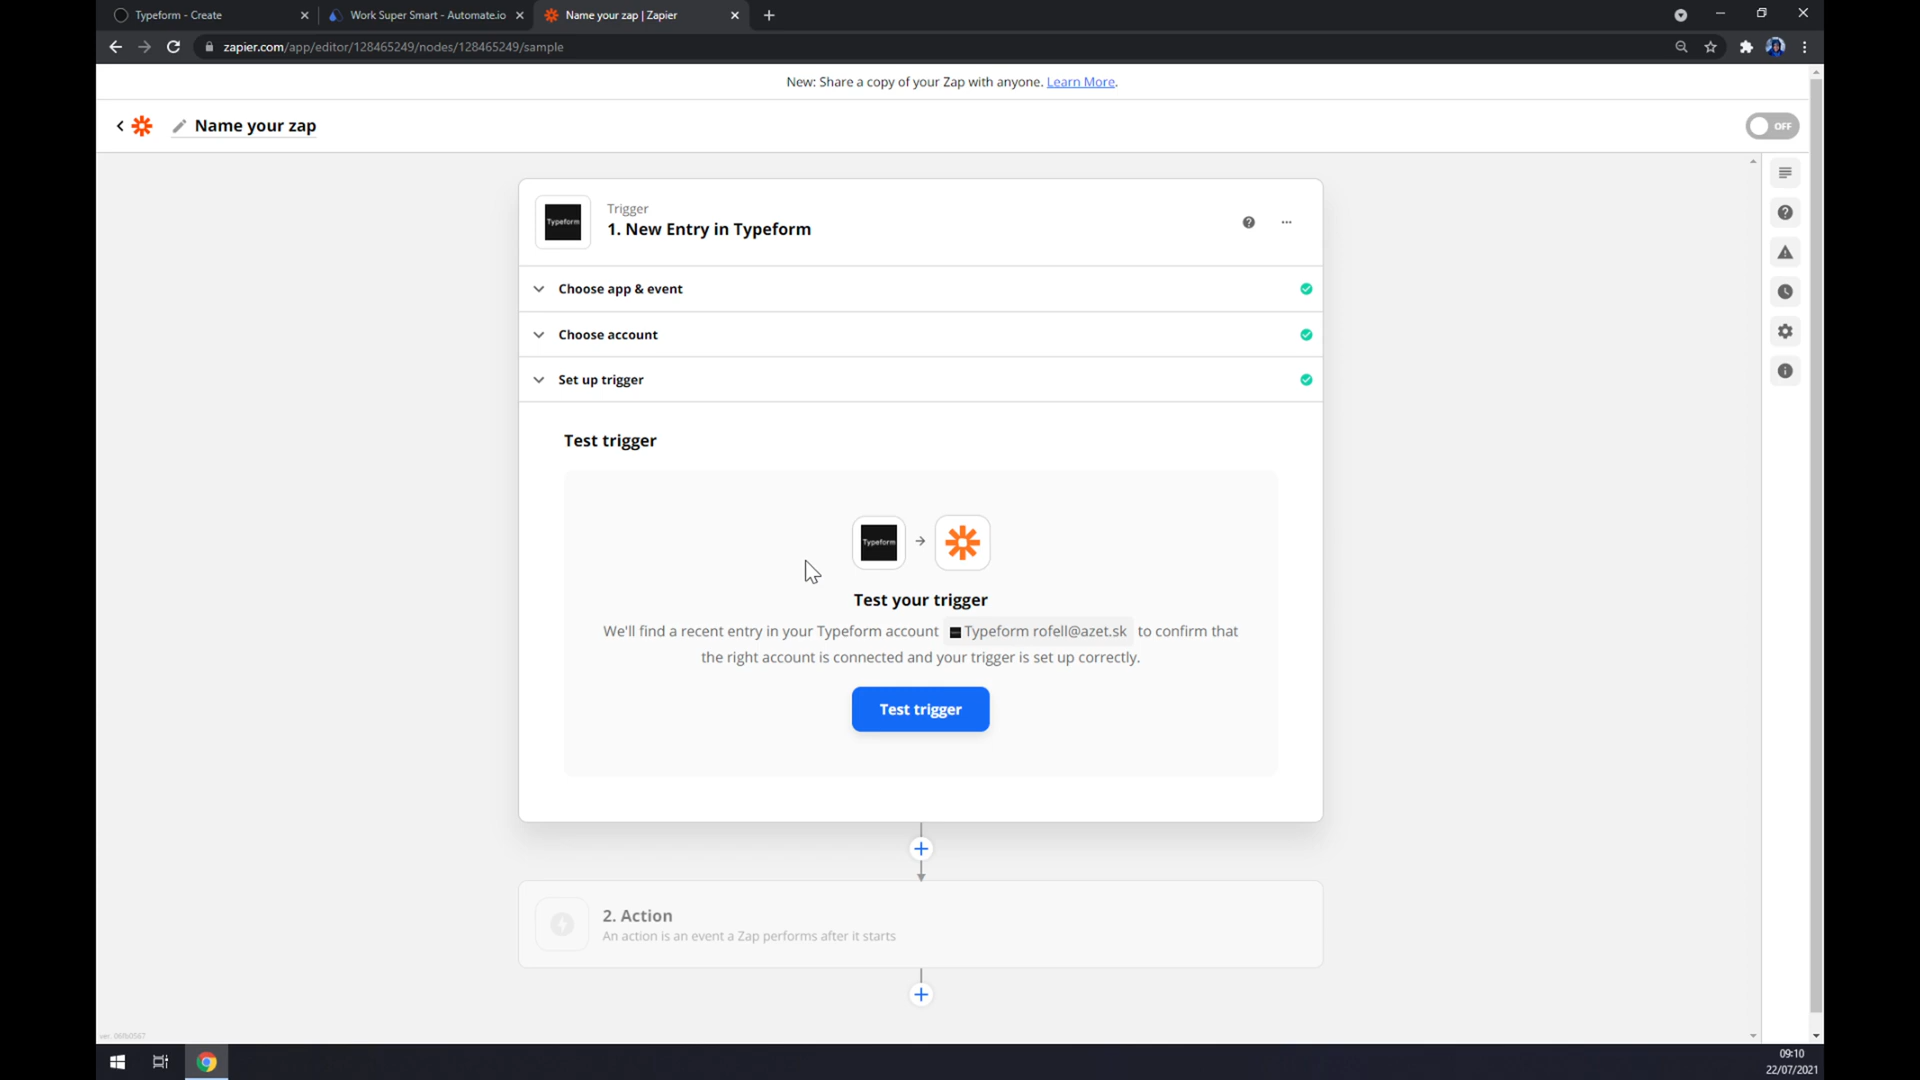 Typeform - Create
Work Super Smart - Automate.io
Name your zap | Zapier
zapier.com/app/editor/128465249/nodes/128465249/sample
New: Share a copy of your Zap with anyone. Learn More.
Name your zap
OFF
Typeform
Trigger
1. New Entry in Typeform
Choose app & event
Choose account
Set up trigger
Test trigger
Typeform
Test your trigger
We'll find a recent entry in your Typeform account Typeform rofell@azet.sk to confirm that
the right account is connected and your trigger is set up correctly.
Test trigger
2. Action
An action is an event a Zap performs after it starts
09:10
22/07/2021